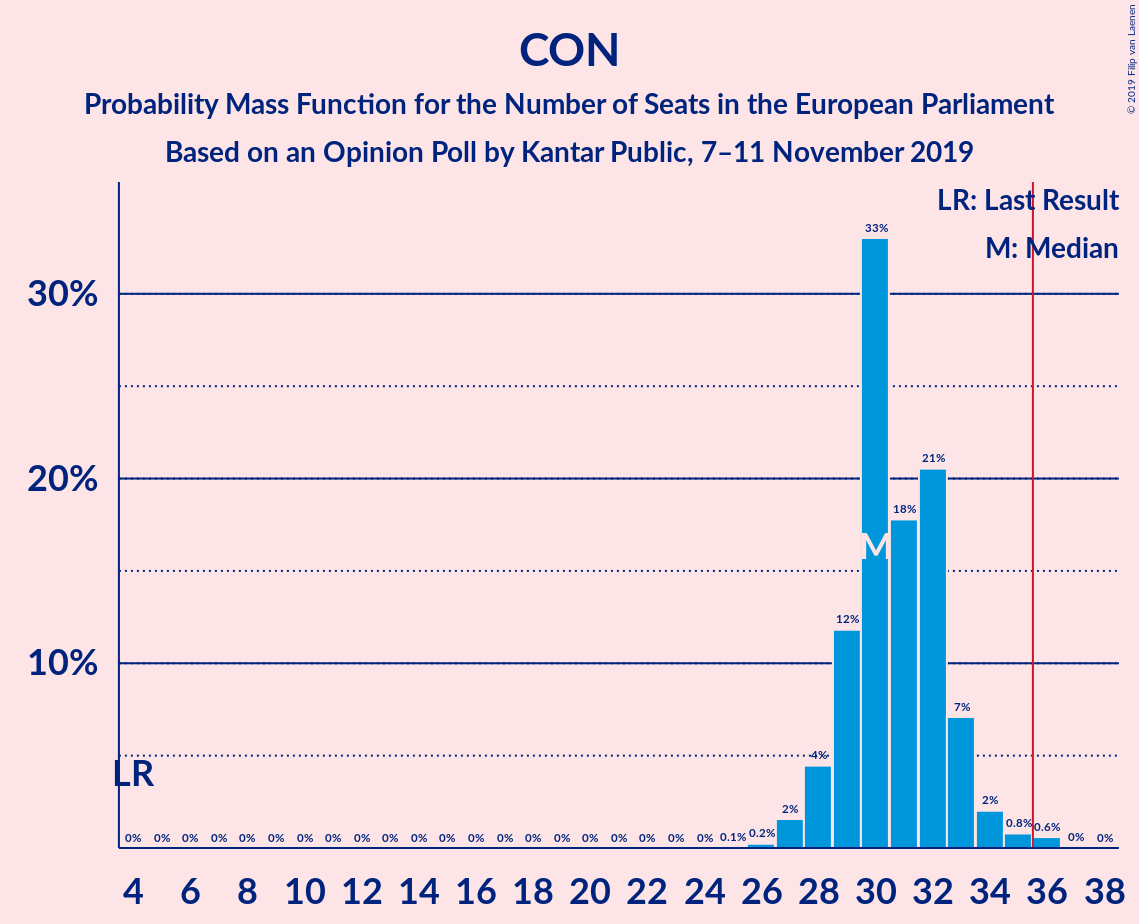 CON
Probability Mass Function for the Number of Seats in the European Parliament
Based on an Opinion Poll by Kantar Public, 7–11 November 2019
© 2019 Filip van Laenen
LR: Last Result
M: Median
30%
20%
10%
33%
21%
18%
M
12%
7%
4%
LR
2%
2%
0% 0% 0% 0% 0% 0% 0% 0% 0% 0% 0% 0% 0% 0% 0% 0% 0% 0% 0% 0% 0% 0.1% 0.2% 0.8% 0.6% 0% 0%
4 6 8 10 12 14 16 18 20 22 24 26 28 30 32 34 36 38